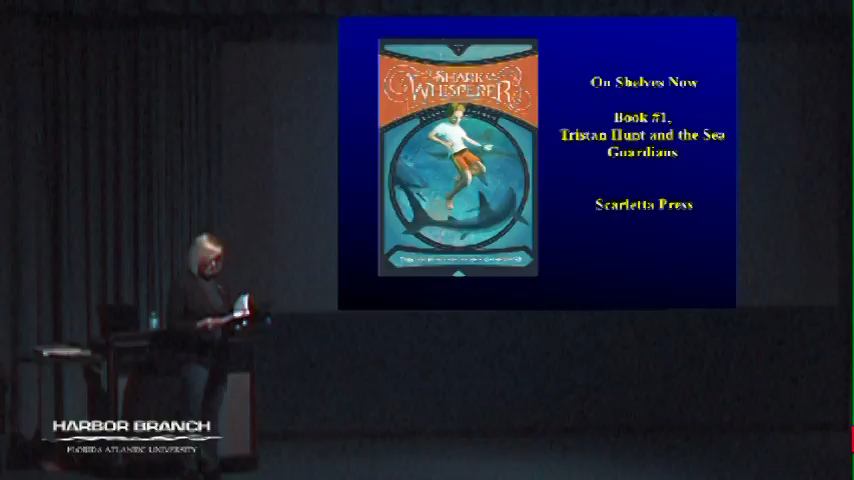 SHARK
WHISPERER
On Shelves Now
Book #1,
Tristan Hunt and the Sea
Guardians
Scarletta Press
HARBOR BRANCH
FLORIDA ATLANTIC UNIVERSITY